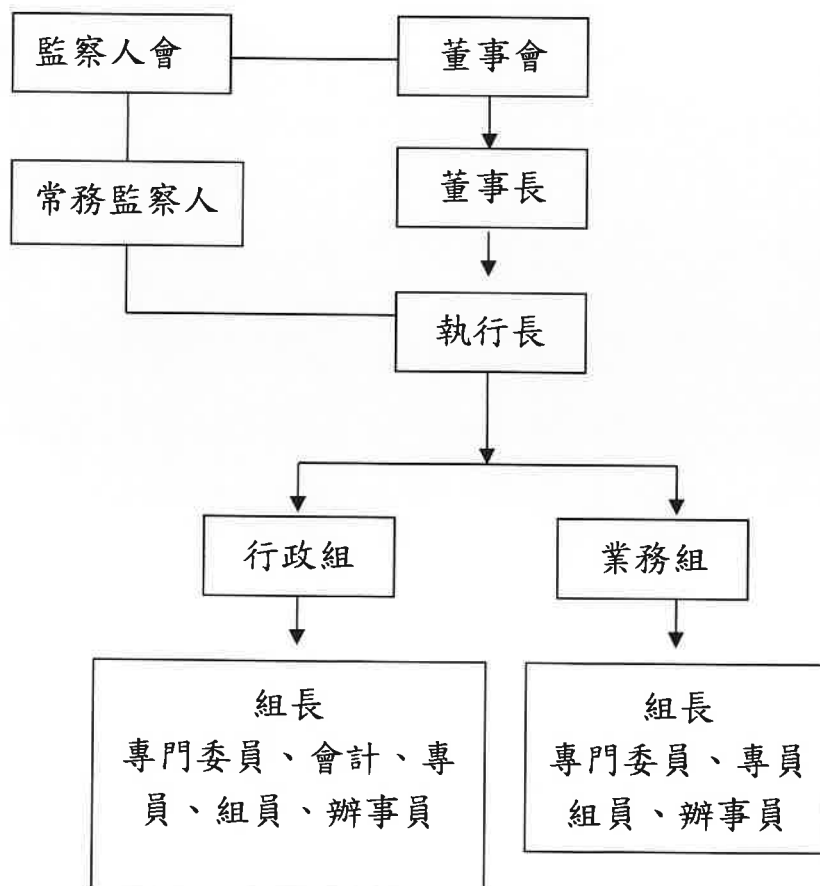 監察人會
董事會
常務監察人
董事長
執行長
行政組
業務組
組長
專門委員、會計、專
員、組員、辦事員
組長
專門委員、專員
組員、辦事員